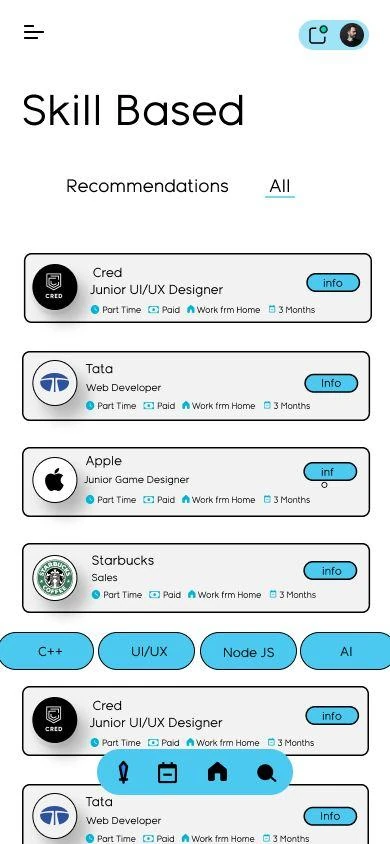 Skill Based
Recommendations All
Cred
Junior UI/UX Designer
info
CRED
Part Time Paid Work frm Home 3 Months
Tata
Web Developer
Info
Part Time Paid Work frm Home 3 Months
Apple
Junior Game Designer
inf
Part Time Paid Work frm Home 3 Months
Starbucks
Sales
info
STARBUCKS
COFFEE
Part Time Paid Work frm Home 3 Months
C++ UI/UX Node JS AI
Cred
Junior UI/UX Designer
info
CRED
Part Time Paid Work frm Home 3 Months
Tata
Web Developer
Info
Part Time Paid Work frm Home 3 Months